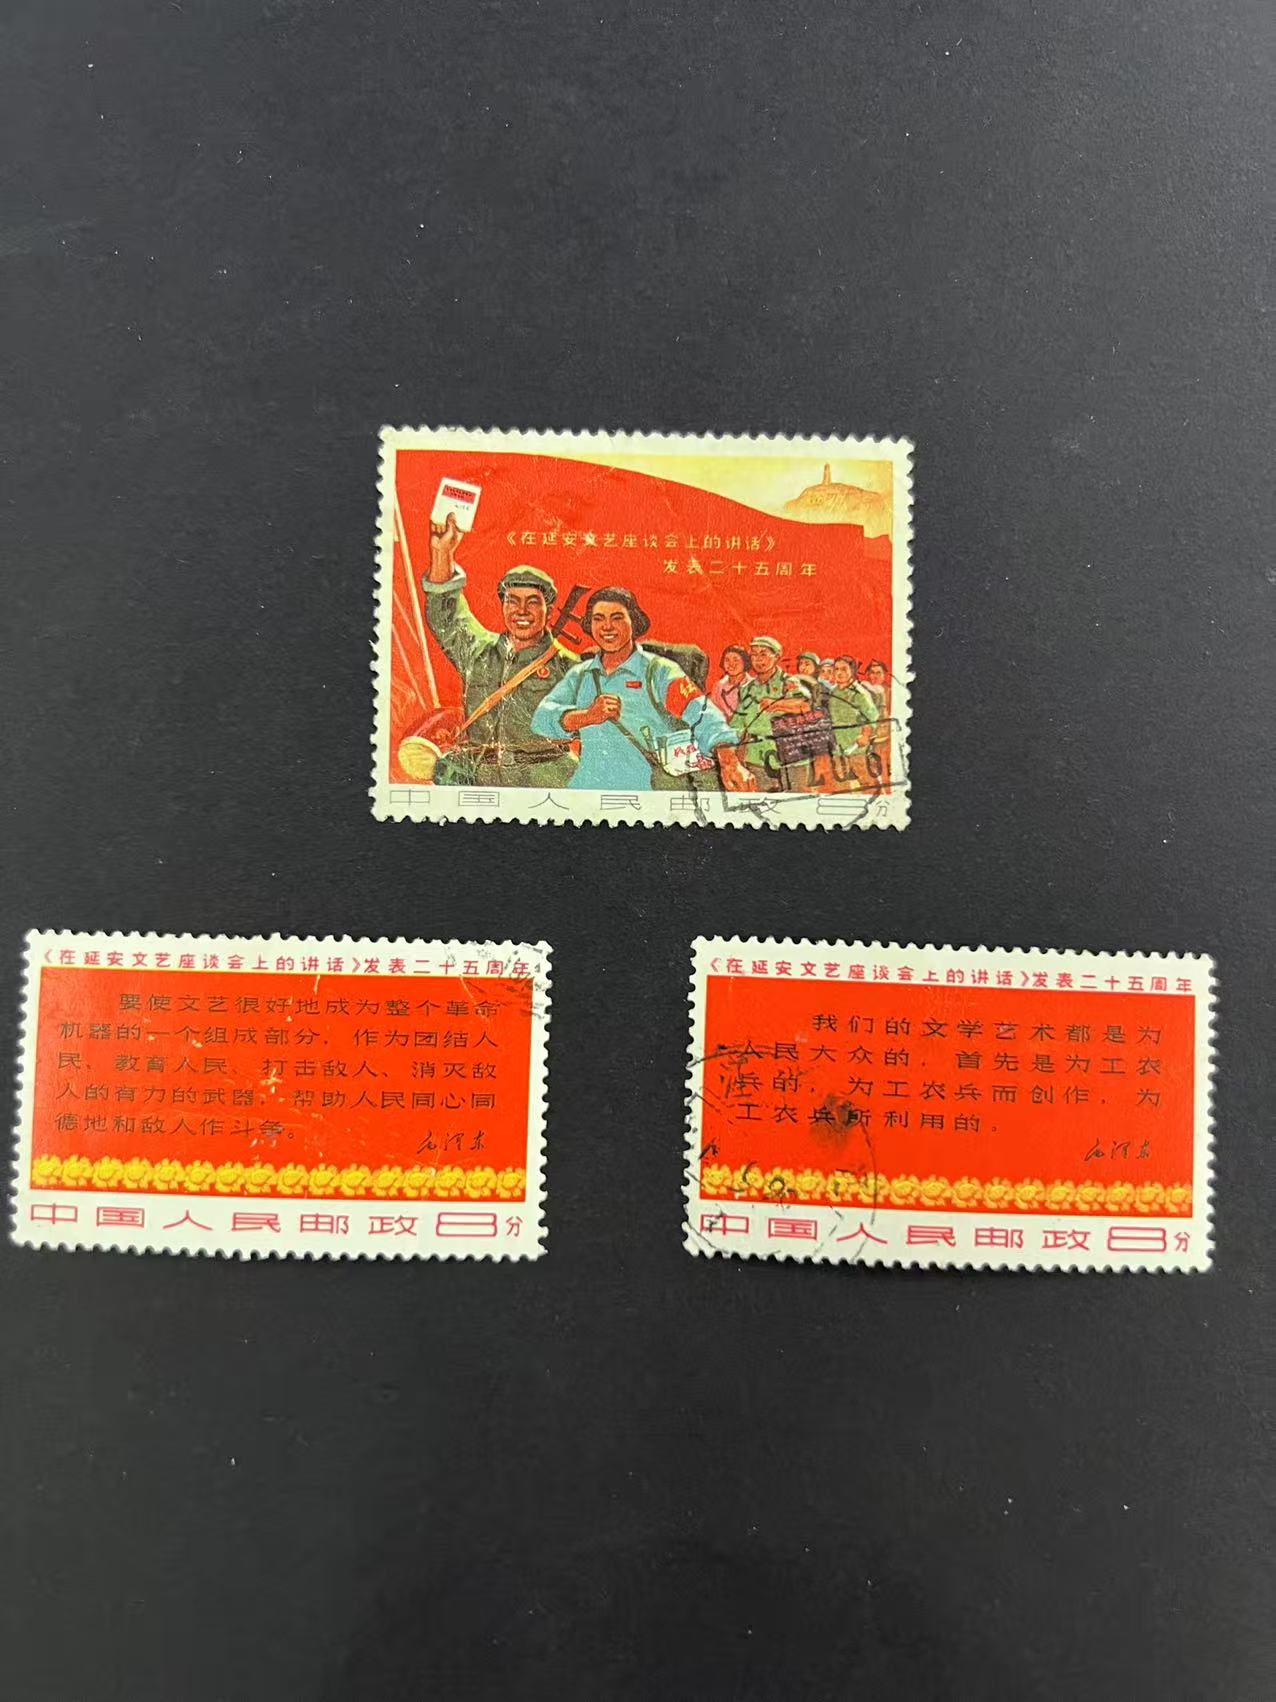 《在延安文艺座谈会上的讲话》
发表二十五周年
中国人民邮政 8分
《在延安文艺座谈会上的讲话》发表二十五周年
要使文艺很好地成为整个革命
机器的一个组成部分，作为团结人
民、教育人民、打击敌人、消灭敌
人的有力的武器，帮助人民同心同
德地和敌人作斗争。
毛泽东
中国人民邮政 8分
《在延安文艺座谈会上的讲话》发表二十五周年
我们的文学艺术都是为
人民大众的，首先是为工农
兵的，为工农兵而创作，为
工农兵所利用的。
毛泽东
中国人民邮政 8分